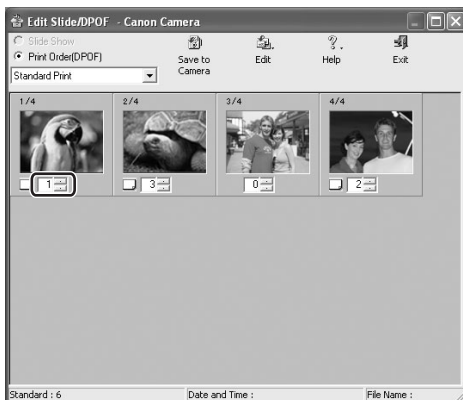 Edit Slide/DPOF - Canon Camera
Slide Show
Print Order(DPOF)
Standard Print
Save to
Camera
Edit
Help
Exit
1/4
2/4
3/4
4/4
1
3
0
2
Standard : 6
Date and Time :
File Name :